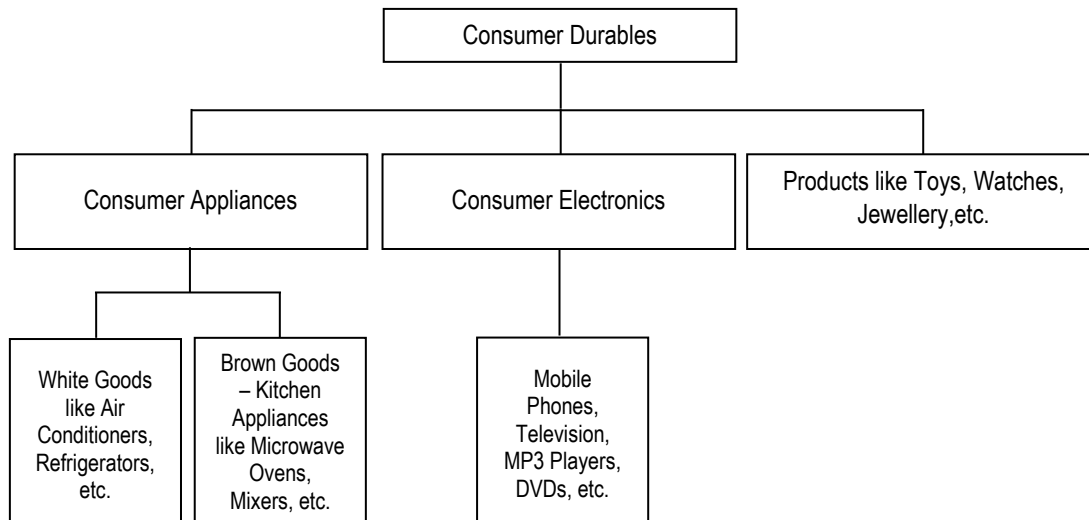 Consumer Durables
Consumer Appliances
Consumer Electronics
Products like Toys, Watches,
Jewellery,etc.
White Goods
like Air
Conditioners,
Refrigerators,
etc.
Brown Goods
– Kitchen
Appliances
like Microwave
Ovens,
Mixers, etc.
Mobile
Phones,
Television,
MP3 Players,
DVDs, etc.